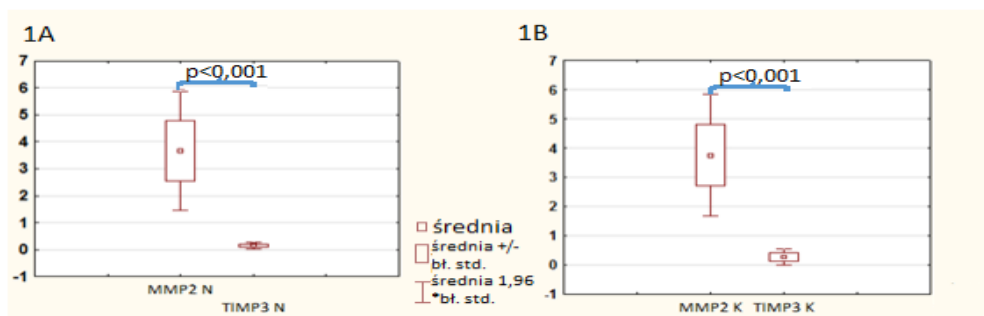 1A
p<0,001
7
6
5
4
3
2
1
0
-1
MMP2 N
TIMP3 N
średnia
średnia +/-
bł. std.
średnia 1,96
*bł. std.
1B
p<0,001
7
6
5
4
3
2
1
0
-1
MMP2 K TIMP3 K